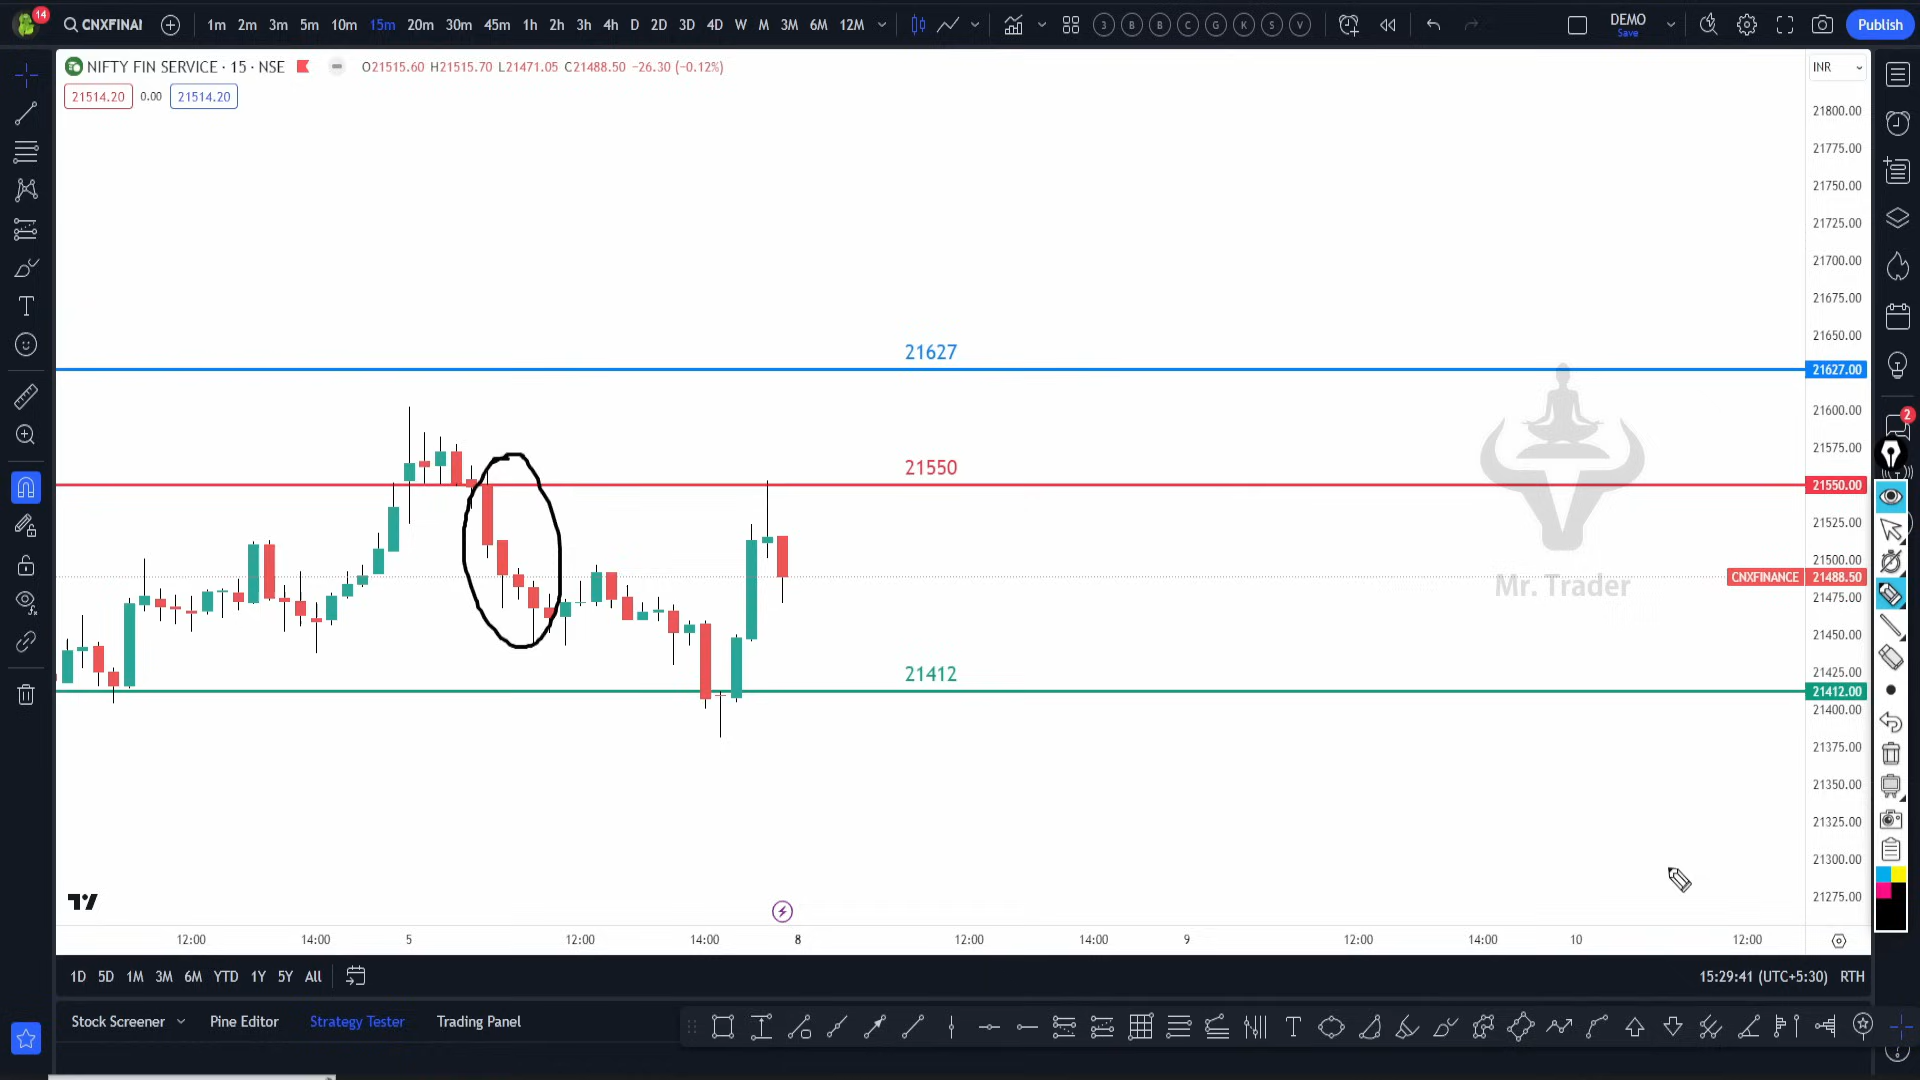 14
CNXFINAI
1m 2m 3m 5m 10m 15m 20m 30m 45m 1h 2h 3h 4h D 2D 3D 4D W M 3M 6M 12M
3 B B C G K S V
DEMO
Save
Publish
NIFTY FIN SERVICE · 15 · NSE
O21515.60 H21515.70 L21471.05 C21488.50 −26.30 (−0.12%)
INR
21514.20 0.00 21514.20
21800.00
21775.00
21750.00
21725.00
21700.00
21675.00
21650.00
21627
21627.00
21600.00
21575.00
2
21550
21550.00
21525.00
21500.00
CNXFINANCE 21488.50
Mr. Trader
21475.00
21450.00
21425.00
21412
21412.00
21400.00
21375.00
21350.00
21325.00
21300.00
21275.00
12:00 14:00 5 12:00 14:00 8 12:00 14:00 9 12:00 14:00 10 12:00
1D 5D 1M 3M 6M YTD 1Y 5Y All
15:29:41 (UTC+5:30) RTH
Stock Screener Pine Editor Strategy Tester Trading Panel